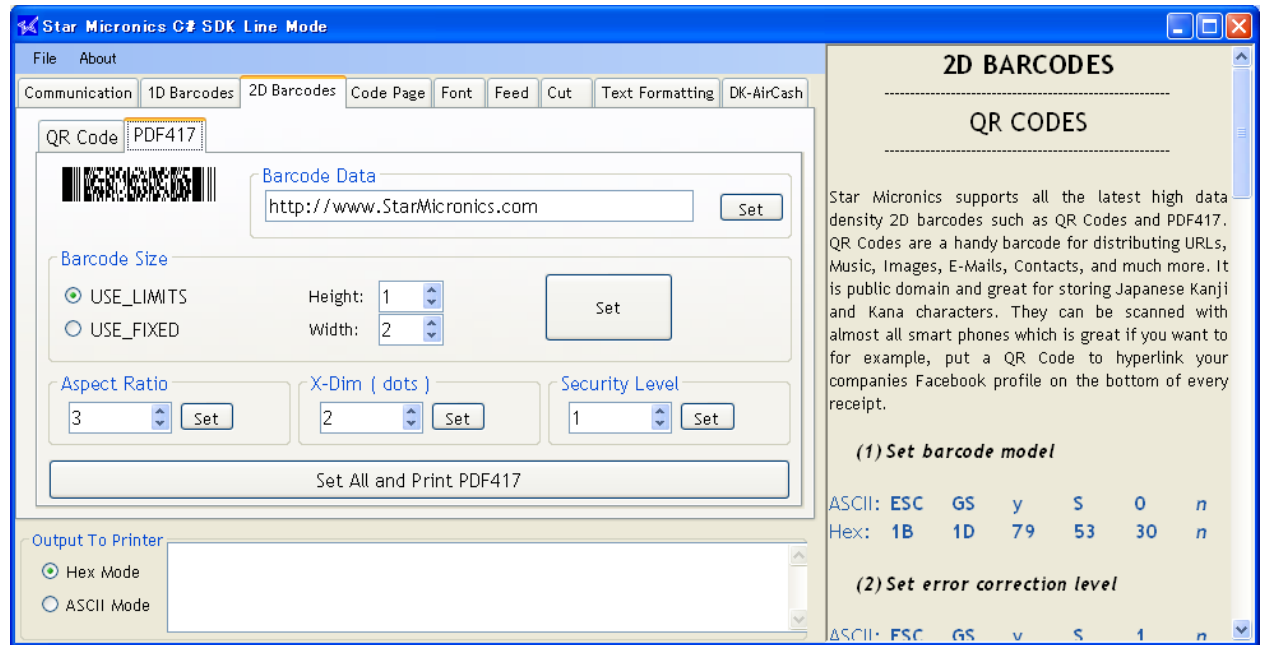 Star Micronics C# SDK Line Mode
File About
Communication 1D Barcodes 2D Barcodes Code Page Font Feed Cut Text Formatting DK-AirCash
QR Code PDF417
Barcode Data
http://www.StarMicronics.com Set
Barcode Size
USE_LIMITS Height: 1
USE_FIXED Width: 2
Set
Aspect Ratio X-Dim ( dots ) Security Level
3 Set 2 Set 1 Set
Set All and Print PDF417
Output To Printer
Hex Mode
ASCII Mode
2D BARCODES
--------------------------------------------------------
QR CODES
--------------------------------------------------------
Star Micronics supports all the latest high data
density 2D barcodes such as QR Codes and PDF417.
QR Codes are a handy barcode for distributing URLs,
Music, Images, E-Mails, Contacts, and much more. It
is public domain and great for storing Japanese Kanji
and Kana characters. They can be scanned with
almost all smart phones which is great if you want to
for example, put a QR Code to hyperlink your
companies Facebook profile on the bottom of every
receipt.
(1) Set barcode model
ASCII: ESC GS y S 0 n
Hex: 1B 1D 79 53 30 n
(2) Set error correction level
ASCII: ESC GS y S 1 n